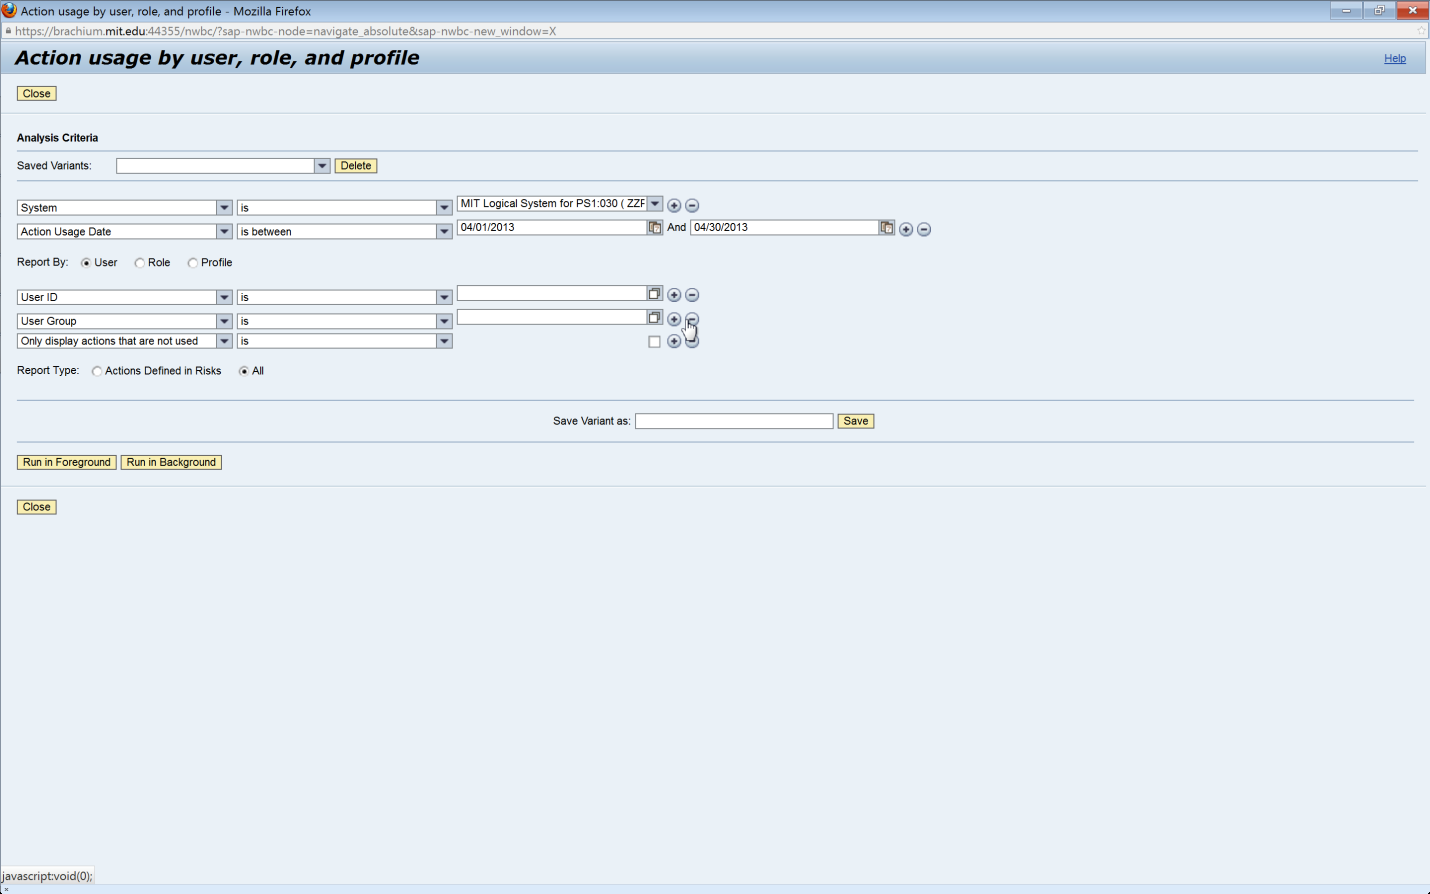 Action usage by user, role, and profile - Mozilla Firefox
https://brachium.mit.edu:44355/nwbc/?sap-nwbc-node=navigate_absolute&sap-nwbc-new_window=X
Action usage by user, role, and profile
Help
Close
Analysis Criteria
Saved Variants: Delete
System is MIT Logical System for PS1:030 ( ZZF
Action Usage Date is between 04/01/2013 And 04/30/2013
Report By: User Role Profile
User ID is
User Group is
Only display actions that are not used is
Report Type: Actions Defined in Risks All
Save Variant as: Save
Run in Foreground Run in Background
Close
javascript:void(0);